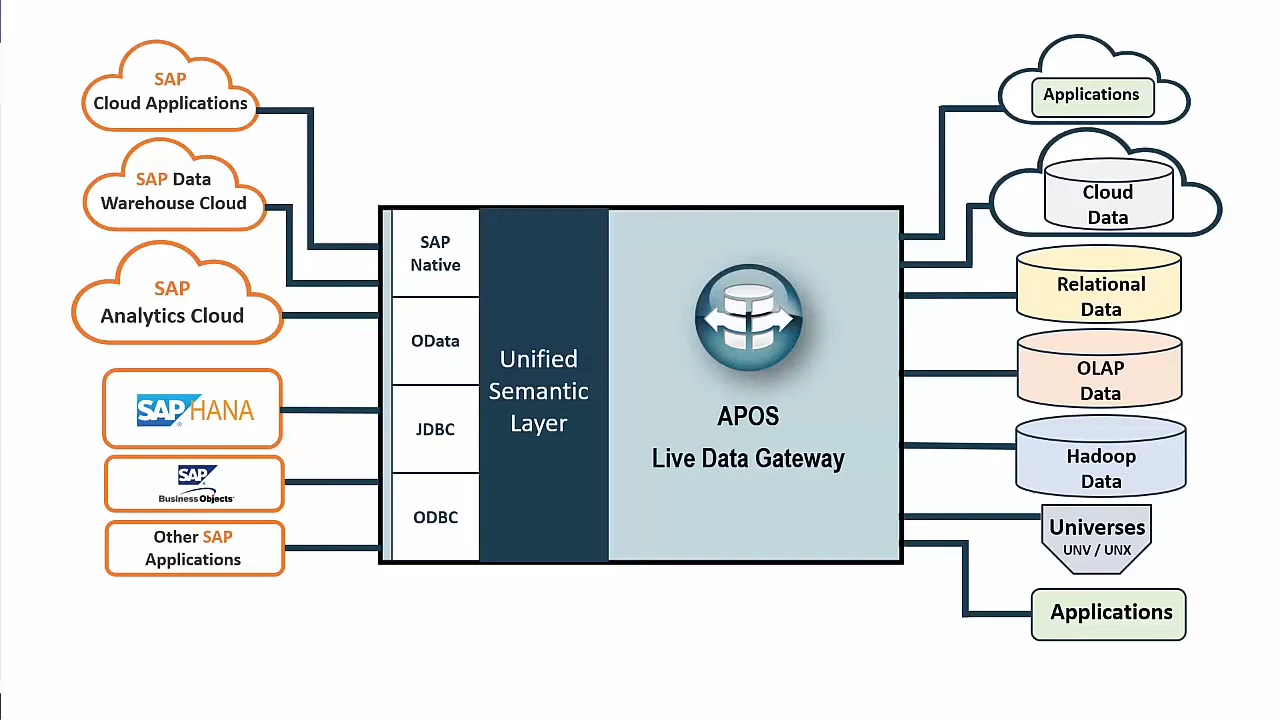 SAP
Cloud Applications
SAP Data
Warehouse Cloud
SAP
Analytics Cloud
SAP HANA
SAP
Business Objects
Other SAP
Applications
SAP
Native
OData
JDBC
ODBC
Unified
Semantic
Layer
APOS
Live Data Gateway
Applications
Cloud
Data
Relational
Data
OLAP
Data
Hadoop
Data
Universes
UNV / UNX
Applications